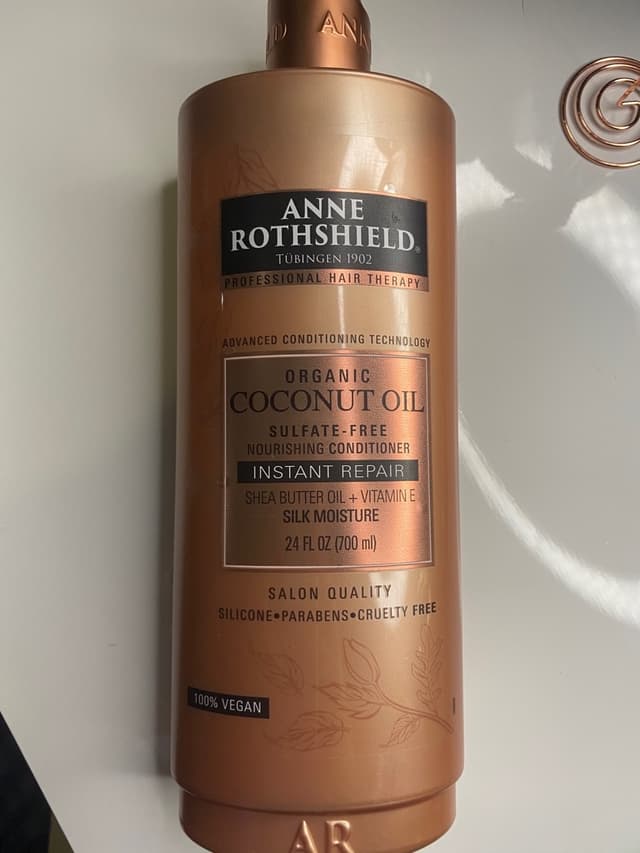 ANNE
ROTHSHIELD®
TÜBINGEN 1902
PROFESSIONAL HAIR THERAPY
ADVANCED CONDITIONING TECHNOLOGY
ORGANIC
COCONUT OIL
SULFATE-FREE
NOURISHING CONDITIONER
INSTANT REPAIR
SHEA BUTTER OIL + VITAMIN E
SILK MOISTURE
24 FL OZ (700 ml)
SALON QUALITY
SILICONE•PARABENS•CRUELTY FREE
100% VEGAN
AR